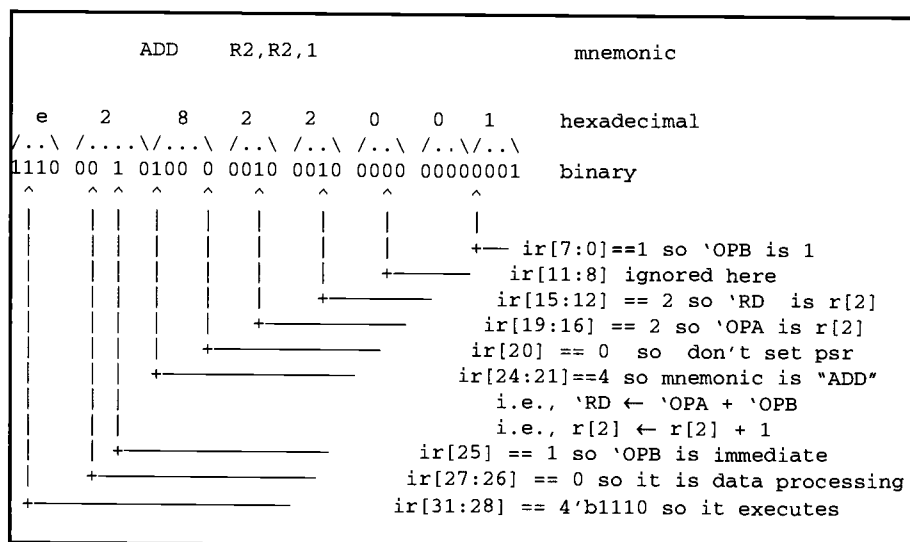 ADD R2,R2,1 mnemonic
e 2 8 2 2 0 0 1 hexadecimal
/..\ /....\/...\ /..\ /..\ /..\ /..\/..\
1110 00 1 0100 0 0010 0010 0000 00000001 binary
^ ^ ^ ^ ^ ^ ^ ^ ^
ir[7:0]==1 so ‘OPB is 1
ir[11:8] ignored here
ir[15:12] == 2 so ‘RD is r[2]
ir[19:16] == 2 so ‘OPA is r[2]
ir[20] == 0 so don't set psr
ir[24:21]==4 so mnemonic is "ADD"
i.e., ‘RD ← ‘OPA + ‘OPB
i.e., r[2] ← r[2] + 1
ir[25] == 1 so ‘OPB is immediate
ir[27:26] == 0 so it is data processing
ir[31:28] == 4'b1110 so it executes